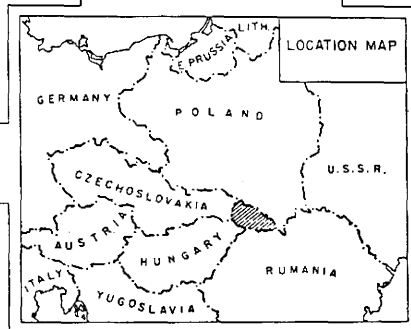 LITH.
E. PRUSSIA
LOCATION MAP
GERMANY
POLAND
U.S.S.R.
CZECHOSLOVAKIA
AUSTRIA
HUNGARY
ITALY
RUMANIA
YUGOSLAVIA